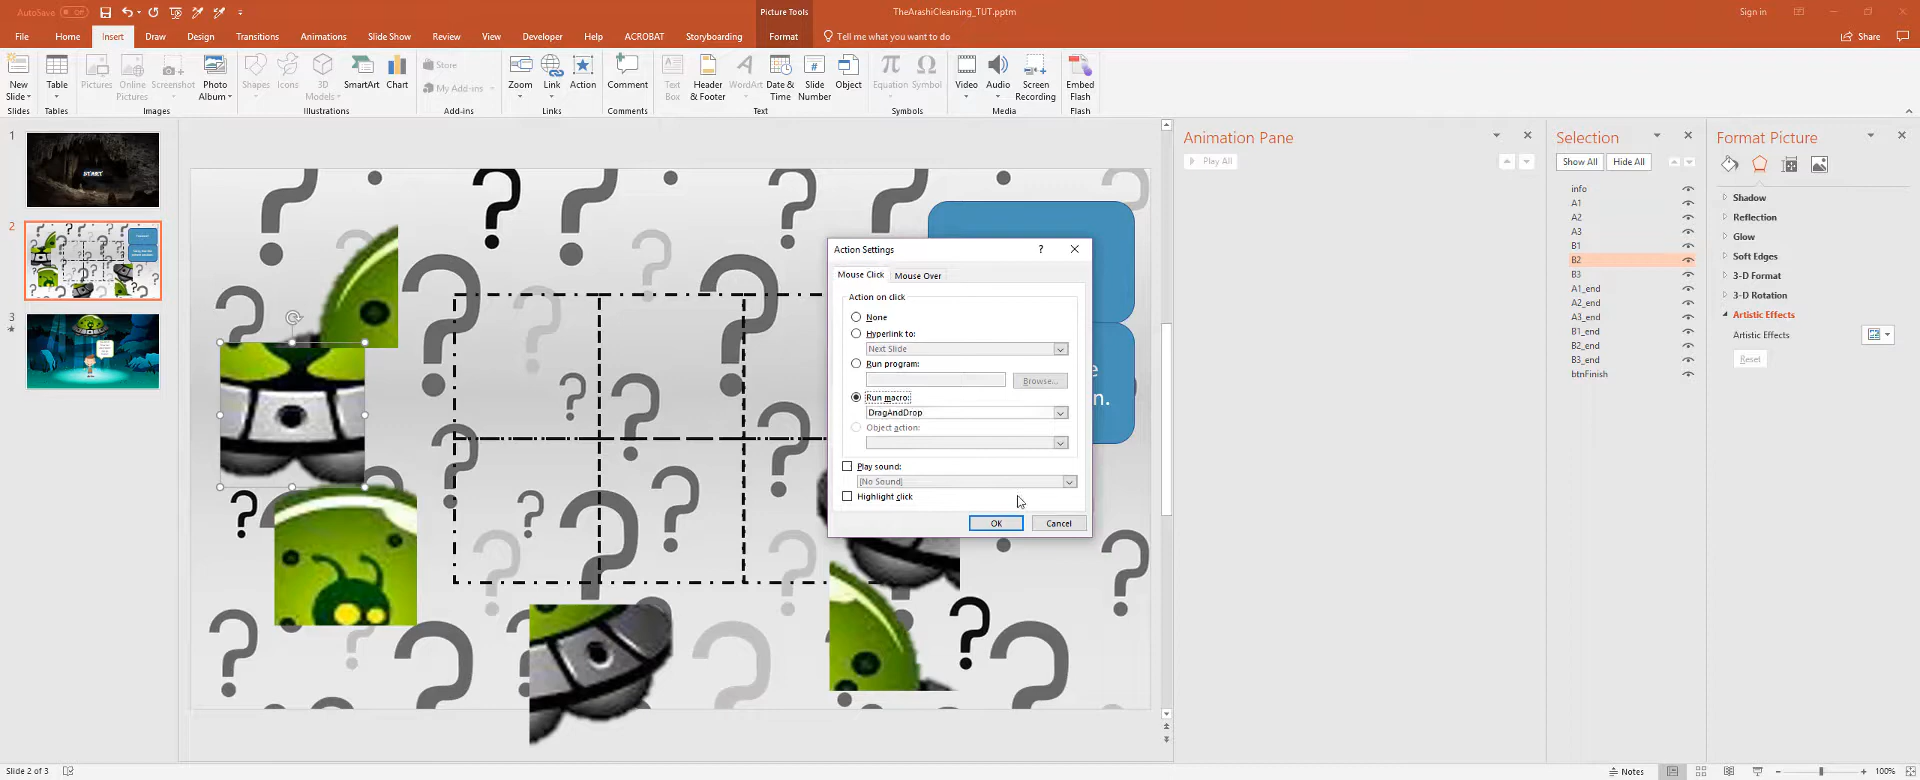 AutoSave Off
Picture Tools
TheArashiCleansing_TUT.pptm
Sign in
File Home Insert Draw Design Transitions Animations Slide Show Review View Developer Help ACROBAT Storyboarding Format Tell me what you want to do
Share
New Slide
Table
Pictures
Online Pictures
Screenshot
Photo Album
Shapes
Icons
3D Models
SmartArt
Chart
Store
My Add-ins
Zoom
Link
Action
Comment
Text Box
Header & Footer
WordArt
Date & Time
Slide Number
Object
Equation
Symbol
Video
Audio
Screen Recording
Embed Flash
Slides Tables Images Illustrations Add-ins Links Comments Text Symbols Media Flash
1
START
2
3
Action Settings
?
Mouse Click
Mouse Over
Action on click
None
Hyperlink to:
Next Slide
Run program:
Browse...
Run macro:
DragAndDrop
Object action:
Play sound:
[No Sound]
Highlight click
OK
Cancel
e
n.
Animation Pane
Play All
Selection
Show All
Hide All
info
A1
A2
A3
B1
B2
B3
A1_end
A2_end
A3_end
B1_end
B2_end
B3_end
btnFinish
Format Picture
Shadow
Reflection
Glow
Soft Edges
3-D Format
3-D Rotation
Artistic Effects
Artistic Effects
Reset
Slide 2 of 3
Notes
100%